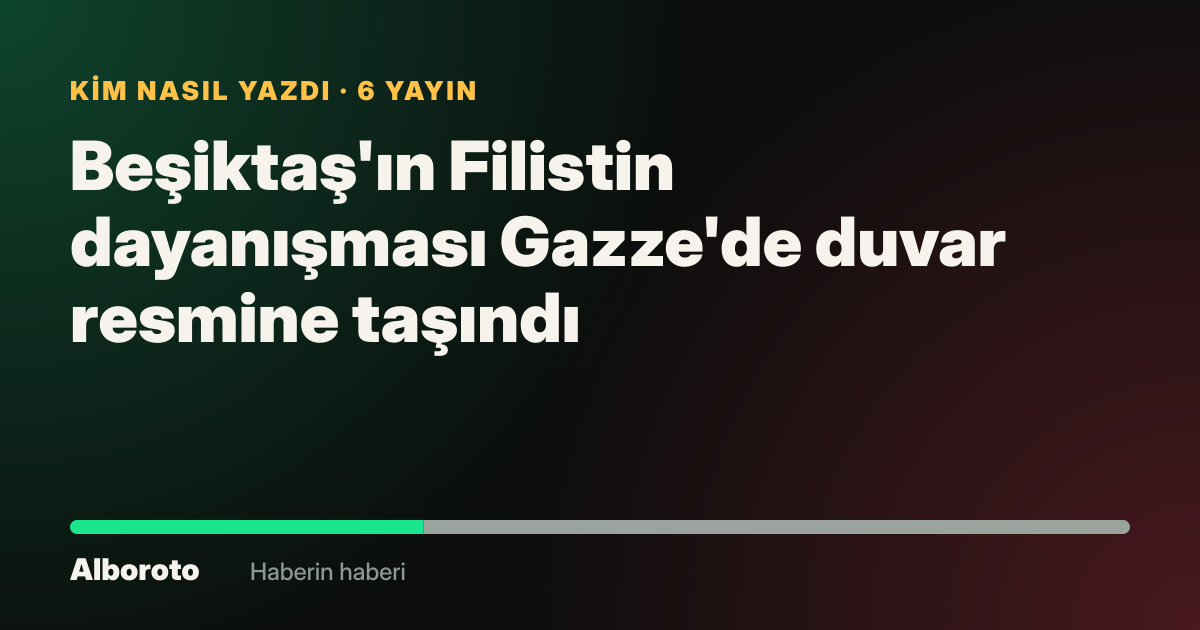 KİM NASIL YAZDI · 6 YAYIN
Beşiktaş'ın Filistin
dayanışması Gazze'de duvar
resmine taşındı
Alboroto Haberin haberi